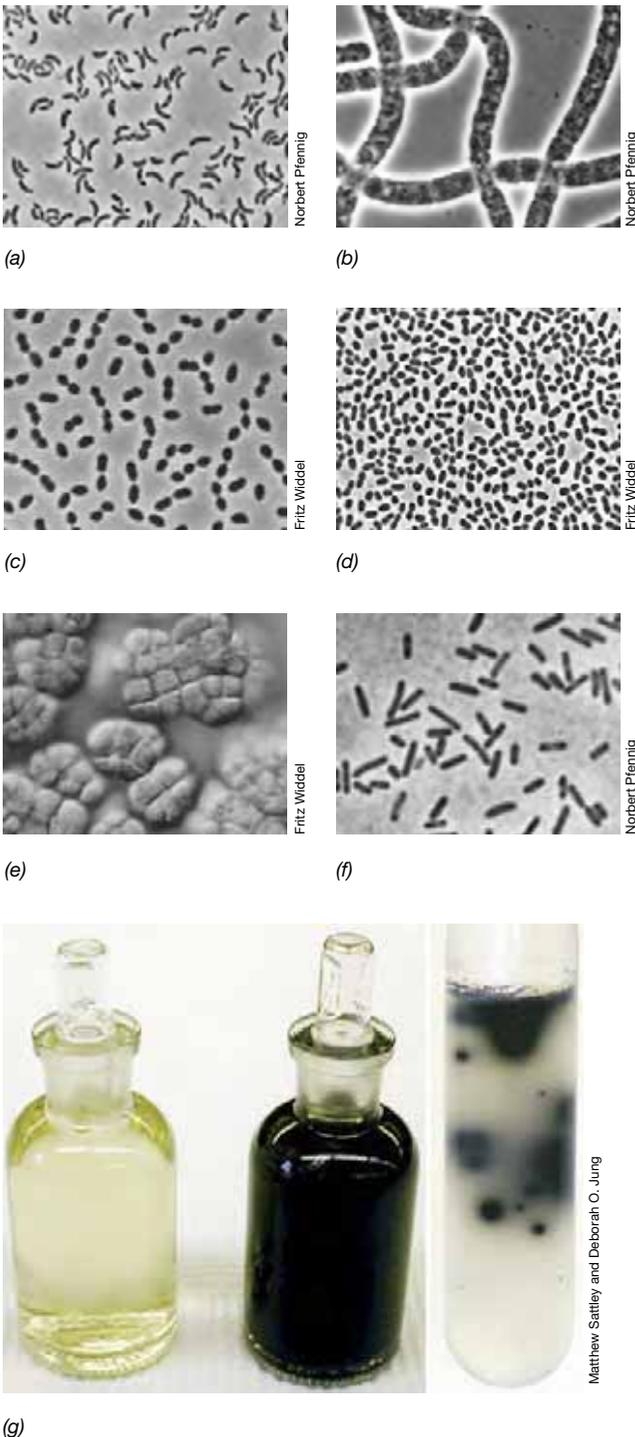 Norbert Pfennig
Norbert Pfennig
(a)
(b)
Fritz Widdel
Fritz Widdel
(c)
(d)
Fritz Widdel
Norbert Pfennig
(e)
(f)
Matthew Sattley and Deborah O. Jung
(g)